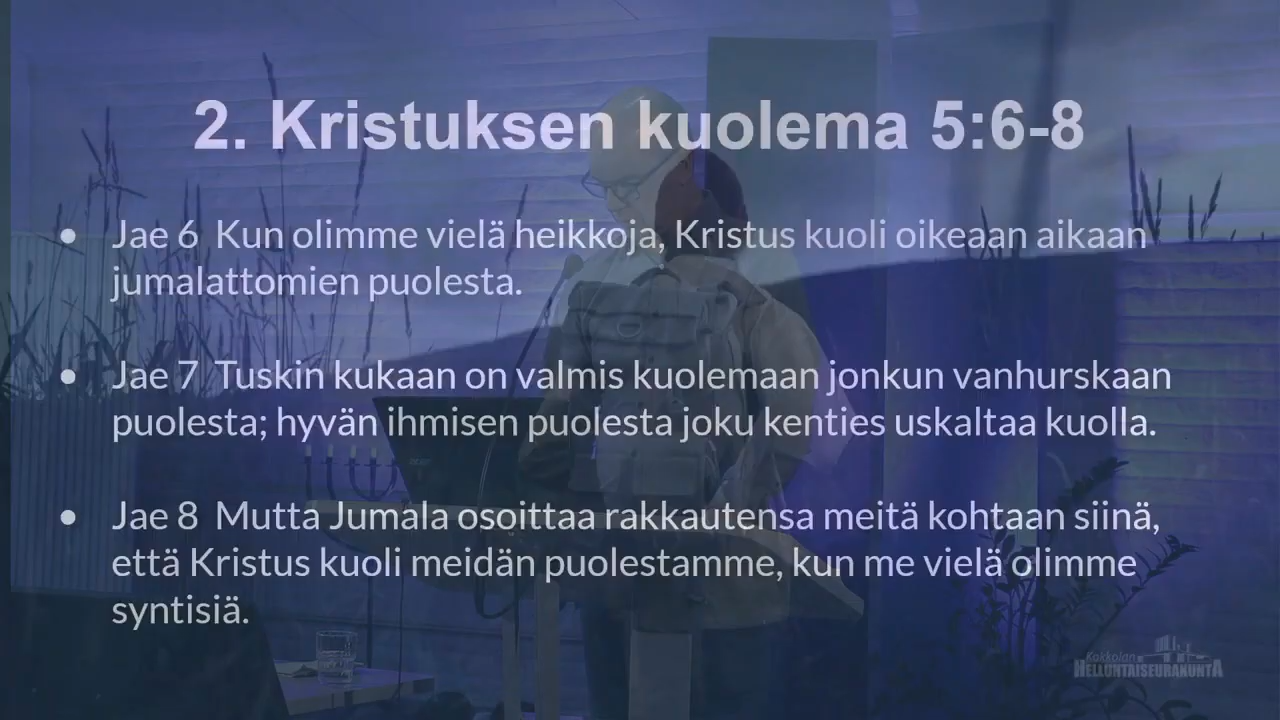 2. Kristuksen kuolema 5:6-8
• Jae 6 Kun olimme vielä heikkoja, Kristus kuoli oikeaan aikaan
jumalattomien puolesta.
• Jae 7 Tuskin kukaan on valmis kuolemaan jonkun vanhurskaan
puolesta; hyvän ihmisen puolesta joku kenties uskaltaa kuolla.
• Jae 8 Mutta Jumala osoittaa rakkautensa meitä kohtaan siinä,
että Kristus kuoli meidän puolestamme, kun me vielä olimme
syntisiä.
acer
Kokkolan
HELLUNTAISEURAKUNTA